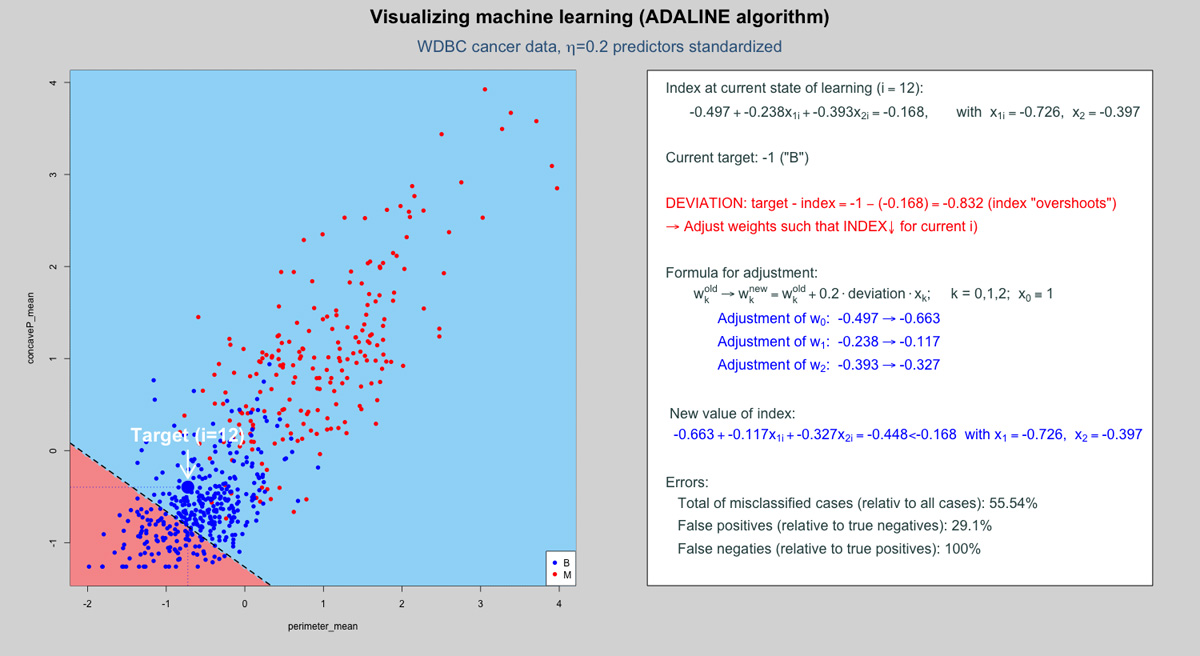 Visualizing machine learning (ADALINE algorithm)
WDBC cancer data, η=0.2 predictors standardized
concaveP_mean
4
3
2
1
0
-1
Target (i=12)
B
M
-2 -1 0 1 2 3 4
perimeter_mean
Index at current state of learning (i = 12):
-0.497 + -0.238x1i + -0.393x2i = -0.168, with x1i = -0.726, x2 = -0.397
Current target: -1 ("B")
DEVIATION: target - index = -1 − (-0.168) = -0.832 (index "overshoots")
→ Adjust weights such that INDEX↓ for current i)
Formula for adjustment:
wk^old → wk^new = wk^old + 0.2 · deviation · xk; k = 0,1,2; x0 ≡ 1
Adjustment of w0: -0.497 → -0.663
Adjustment of w1: -0.238 → -0.117
Adjustment of w2: -0.393 → -0.327
New value of index:
-0.663 + -0.117x1i + -0.327x2i = -0.448<-0.168 with x1 = -0.726, x2 = -0.397
Errors:
Total of misclassified cases (relativ to all cases): 55.54%
False positives (relative to true negatives): 29.1%
False negaties (relative to true positives): 100%